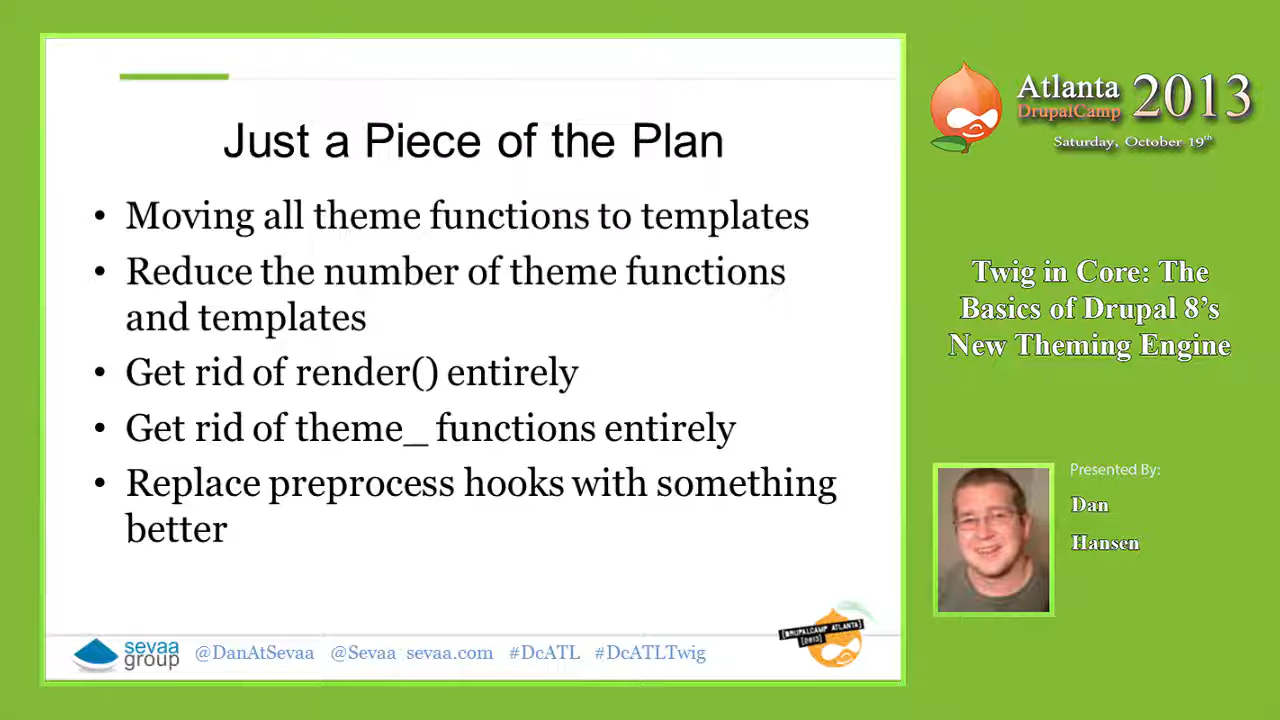 Just a Piece of the Plan
• Moving all theme functions to templates
• Reduce the number of theme functions
and templates
• Get rid of render() entirely
• Get rid of theme_ functions entirely
• Replace preprocess hooks with something
better
sevaa
group
@DanAtSevaa @Sevaa sevaa.com #DcATL #DcATLTwig
[DRUPALCAMP ATLANTA]
[2013]
Atlanta
DrupalCamp
2013
Saturday, October 19th
Twig in Core: The
Basics of Drupal 8’s
New Theming Engine
Presented By:
Dan
Hansen